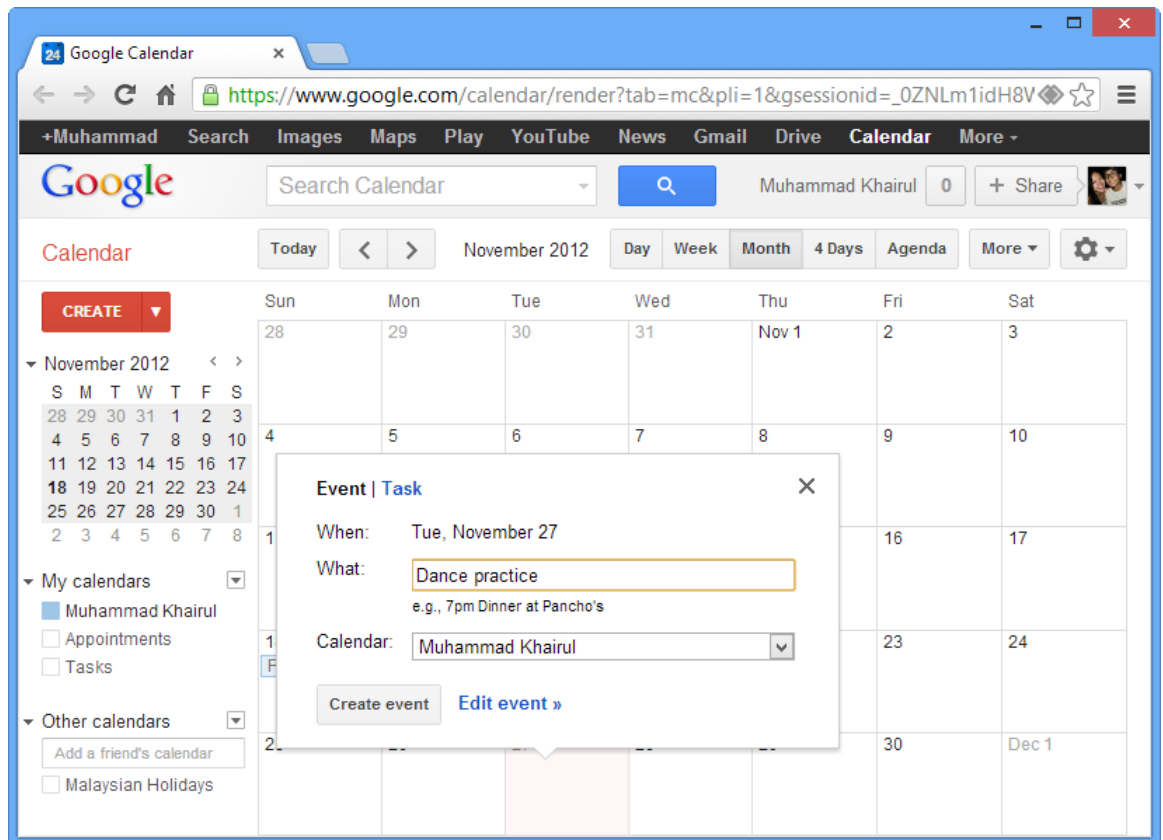 24 Google Calendar
https://www.google.com/calendar/render?tab=mc&pli=1&gsessionid=_0ZNLm1idH8V
+Muhammad Search Images Maps Play YouTube News Gmail Drive Calendar More
Google Search Calendar Muhammad Khairul 0 + Share
Calendar Today November 2012 Day Week Month 4 Days Agenda More
CREATE
Sun Mon Tue Wed Thu Fri Sat
28 29 30 31 Nov 1 2 3
November 2012
S M T W T F S
28 29 30 31 1 2 3
4 5 6 7 8 9 10
11 12 13 14 15 16 17
18 19 20 21 22 23 24
25 26 27 28 29 30 1
2 3 4 5 6 7 8
My calendars
Muhammad Khairul
Appointments
Tasks
Other calendars
Add a friend's calendar
Malaysian Holidays
4 5 6 7 8 9 10
Event | Task
When: Tue, November 27
What: Dance practice
e.g., 7pm Dinner at Pancho's
Calendar: Muhammad Khairul
Create event Edit event »
16 17
23 24
30 Dec 1